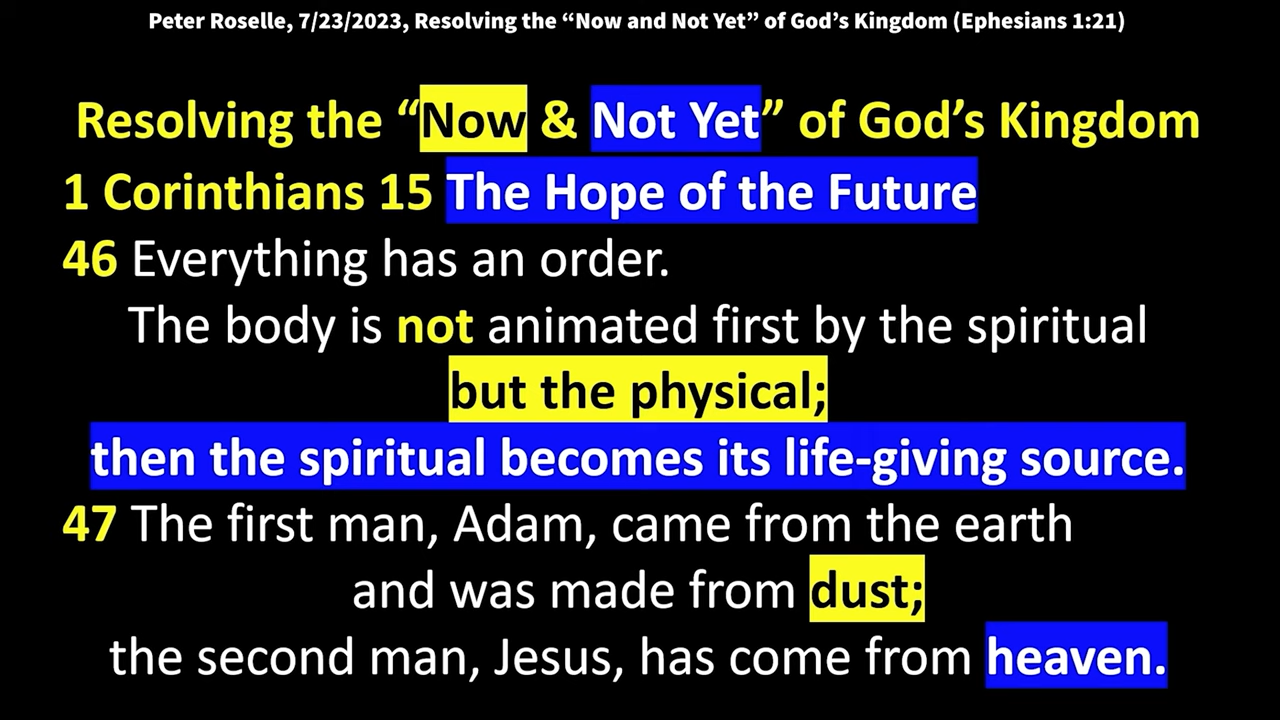 Peter Roselle, 7/23/2023, Resolving the “Now and Not Yet” of God’s Kingdom (Ephesians 1:21)
Resolving the “Now & Not Yet” of God’s Kingdom
1 Corinthians 15 The Hope of the Future
46 Everything has an order.
The body is not animated first by the spiritual
but the physical;
then the spiritual becomes its life-giving source.
47 The first man, Adam, came from the earth
and was made from dust;
the second man, Jesus, has come from heaven.